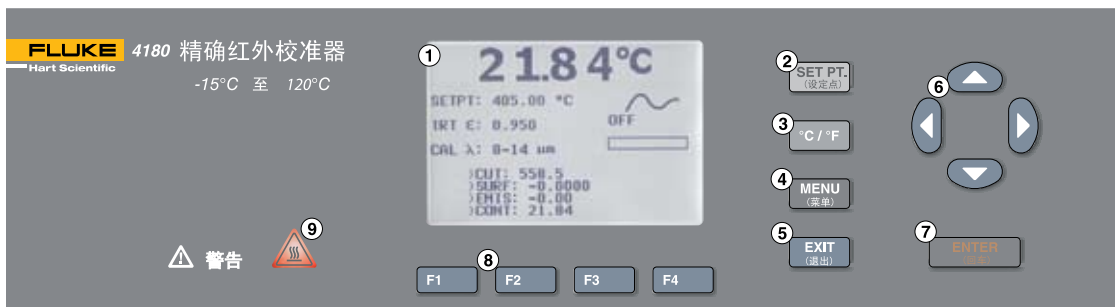 FLUKE
Hart Scientific
4180 精确红外校准器
-15°C 至 120°C
1
21.84°C
SETPT: 405.00 °C
IRT ε: 0.950
OFF
CAL λ: 8-14 um
>CUT: 558.5
>SURF: -0.0000
>EMIS: -0.00
>CONT: 21.84
2
SET PT.
(设定点)
3
°C / °F
4
MENU
(菜单)
5
EXIT
(退出)
6
7
ENTER
8
F1 F2 F3 F4
9
警告